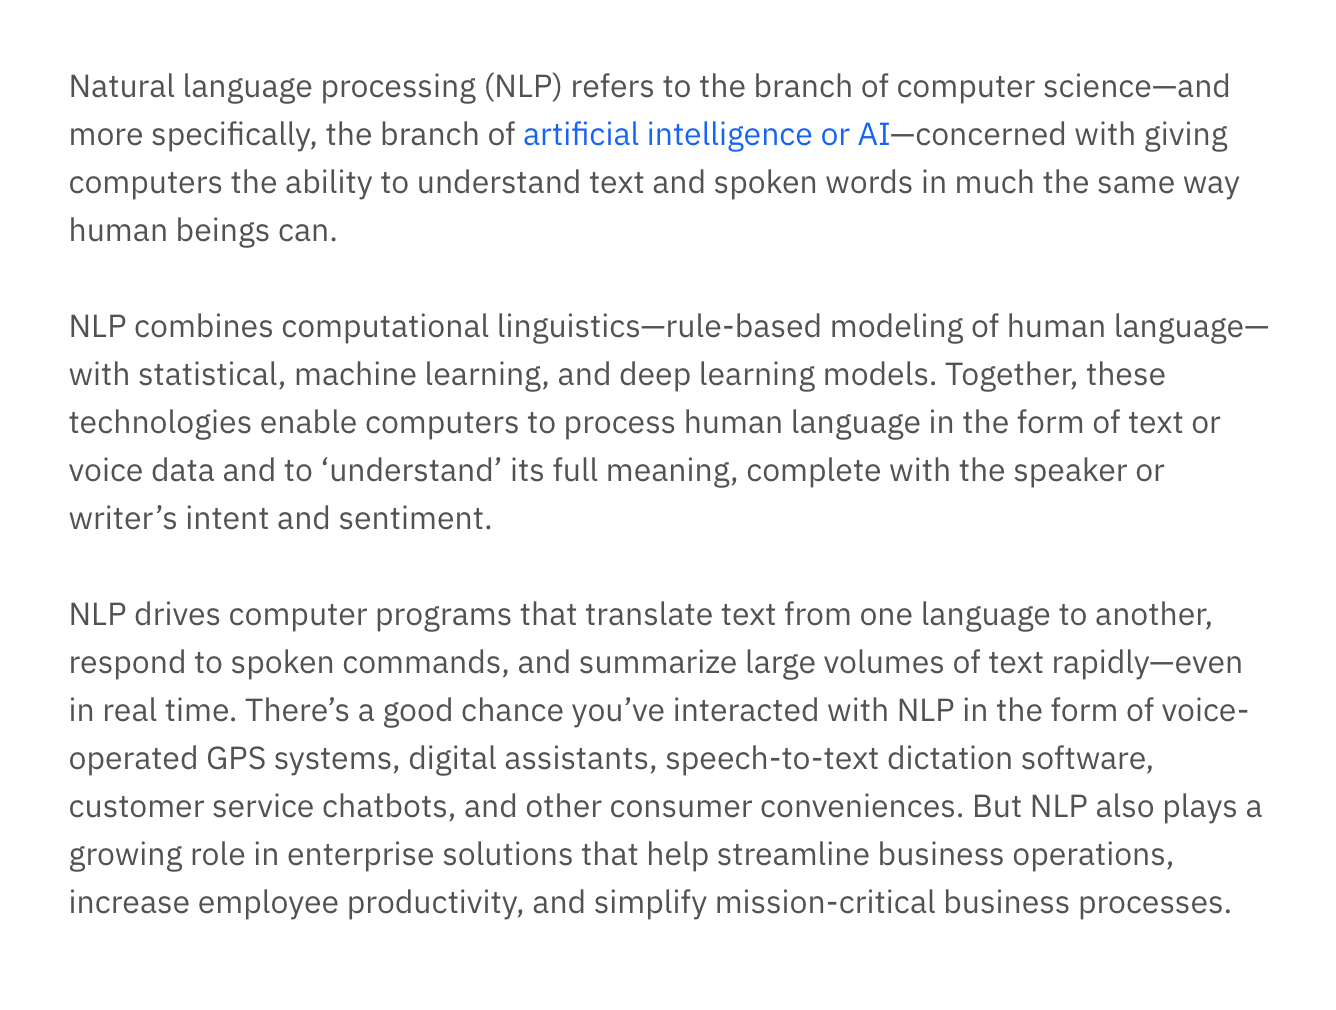 Natural language processing (NLP) refers to the branch of computer science—and
more specifically, the branch of artificial intelligence or AI—concerned with giving
computers the ability to understand text and spoken words in much the same way
human beings can.
NLP combines computational linguistics—rule-based modeling of human language—
with statistical, machine learning, and deep learning models. Together, these
technologies enable computers to process human language in the form of text or
voice data and to ‘understand’ its full meaning, complete with the speaker or
writer’s intent and sentiment.
NLP drives computer programs that translate text from one language to another,
respond to spoken commands, and summarize large volumes of text rapidly—even
in real time. There’s a good chance you’ve interacted with NLP in the form of voice-
operated GPS systems, digital assistants, speech-to-text dictation software,
customer service chatbots, and other consumer conveniences. But NLP also plays a
growing role in enterprise solutions that help streamline business operations,
increase employee productivity, and simplify mission-critical business processes.